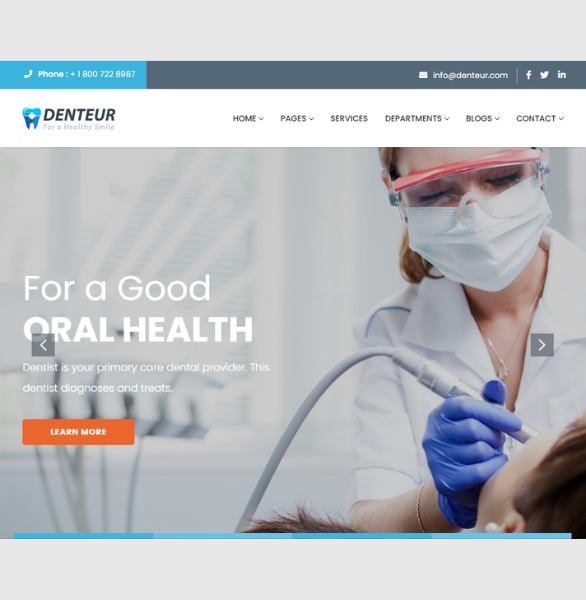 Phone : + 1 800 722 8987
info@denteur.com
DENTEUR
For a Healthy Smile
HOME
PAGES
SERVICES
DEPARTMENTS
BLOGS
CONTACT
For a Good
ORAL HEALTH
Dentist is your primary care dental provider. This
dentist diagnoses and treats.
LEARN MORE